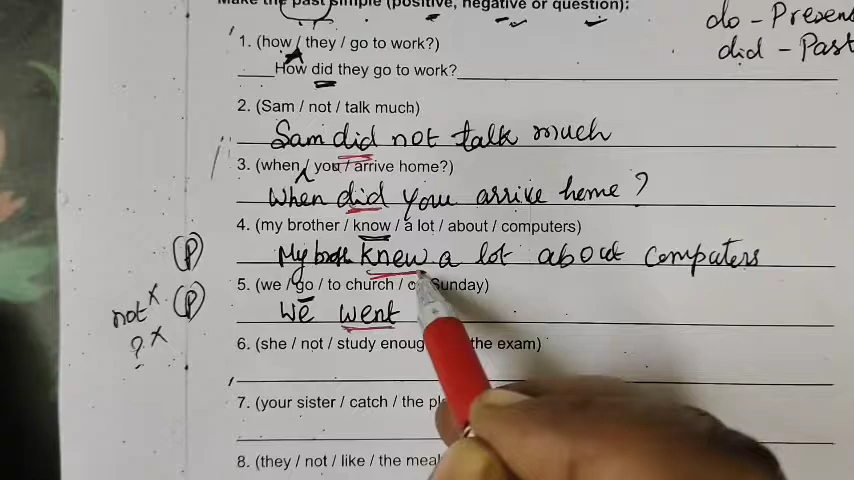 Make the past simple (positive, negative or question):
do - Presen
did - Past
1. (how / they / go to work?)
How did they go to work?
2. (Sam / not / talk much)
Sam did not talk much
3. (when / you / arrive home?)
When did you arrive home ?
4. (my brother / know / a lot / about / computers)
(P) My knew a lot about computers
5. (we / go / to church / Sunday)
not x (P) We went
? x
6. (she / not / study enoug the exam)
7. (your sister / catch / the pl
8. (they / not / like / the meal